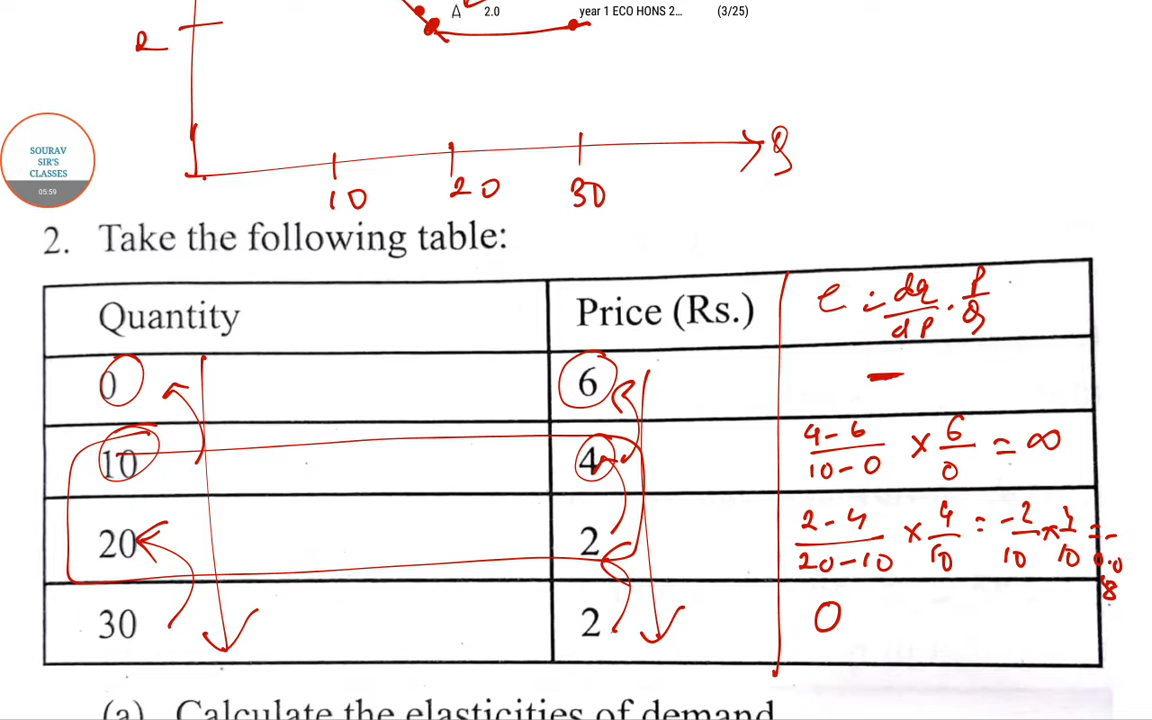 2.0 year 1 ECO HONS 2... (3/25)
2
Q
10 20 30
SOURAV
SIR'S
CLASSES
05:59
2. Take the following table:
Quantity Price (Rs.) e = dq/dP . P/Q
0 6 -
10 4 4-6/10-0 × 6/0 = ∞
20 2 2-4/20-10 × 4/10 = -2/10 × 4/10 = -0.08
30 2 0
(a) Calculate the elasticities of demand